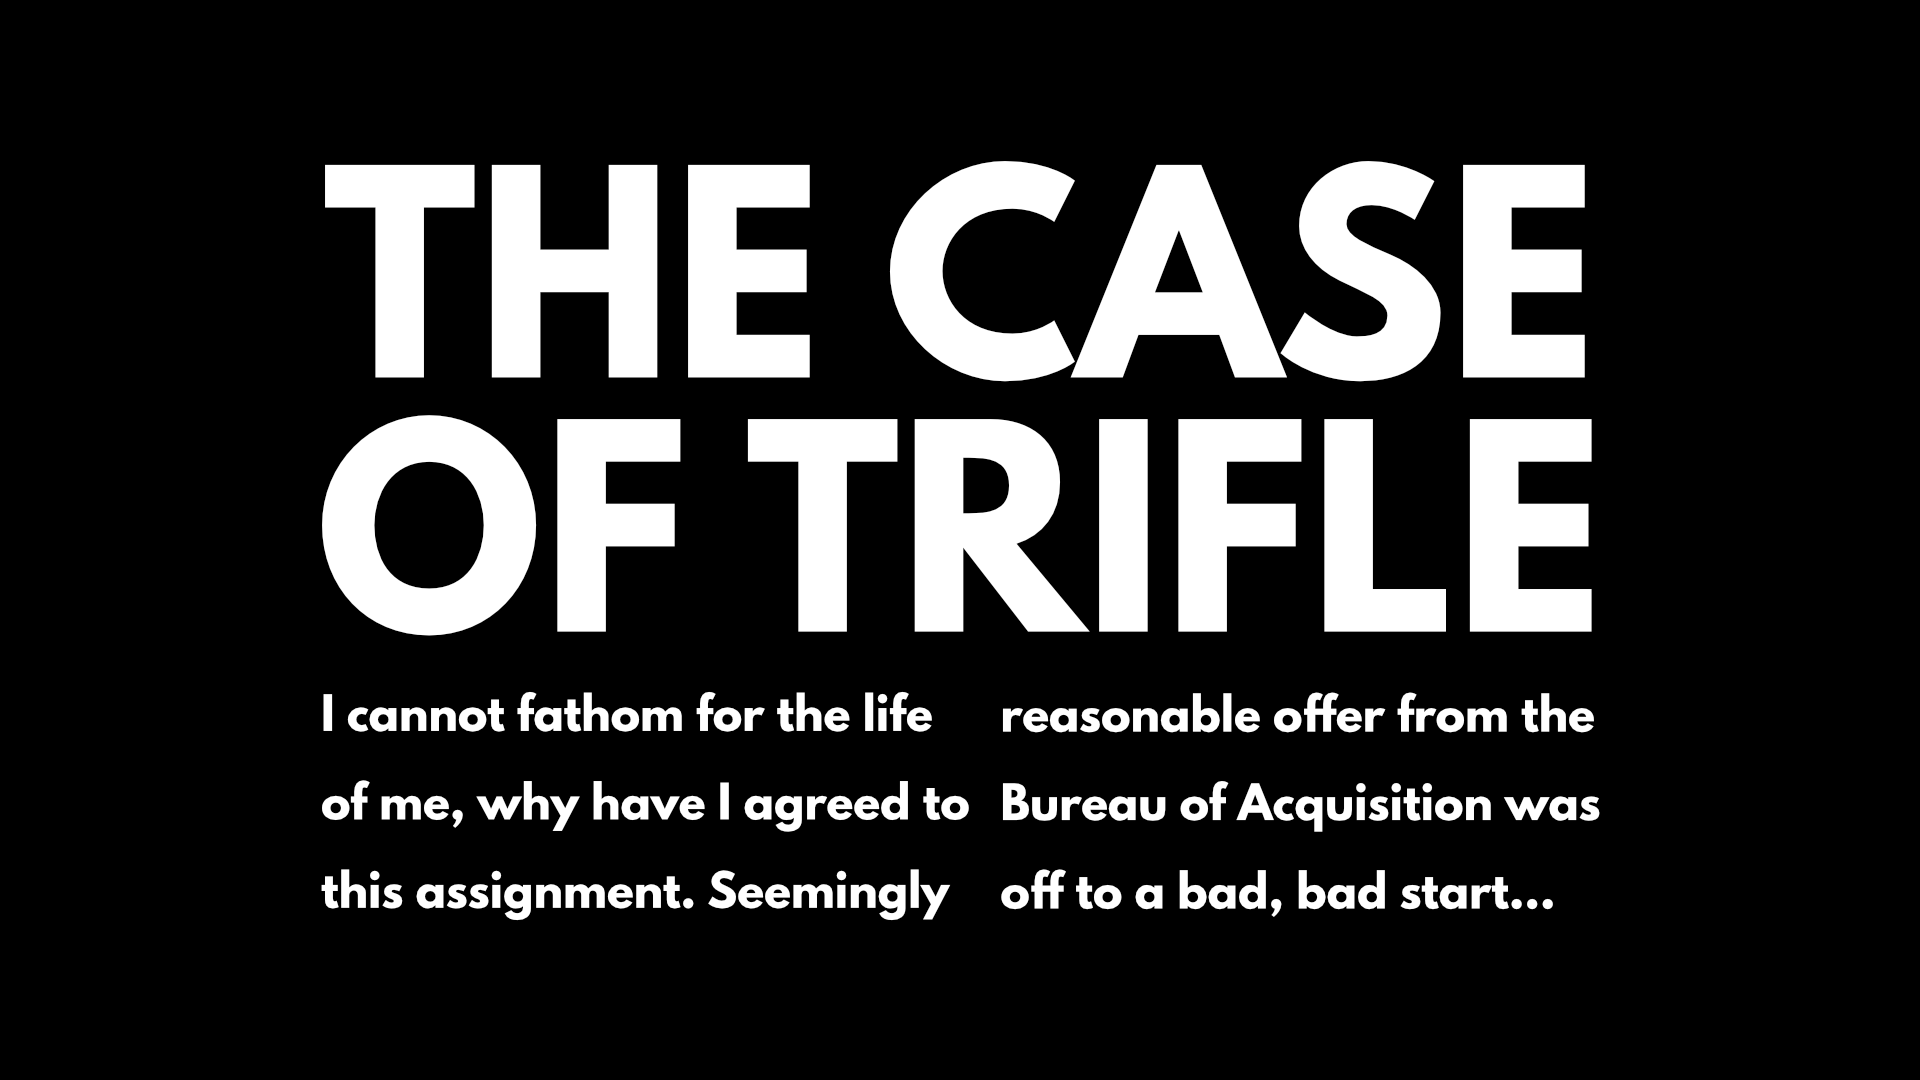 THE CASE
OF TRIFLE
I cannot fathom for the life
of me, why have I agreed to
this assignment. Seemingly
reasonable offer from the
Bureau of Acquisition was
off to a bad, bad start...